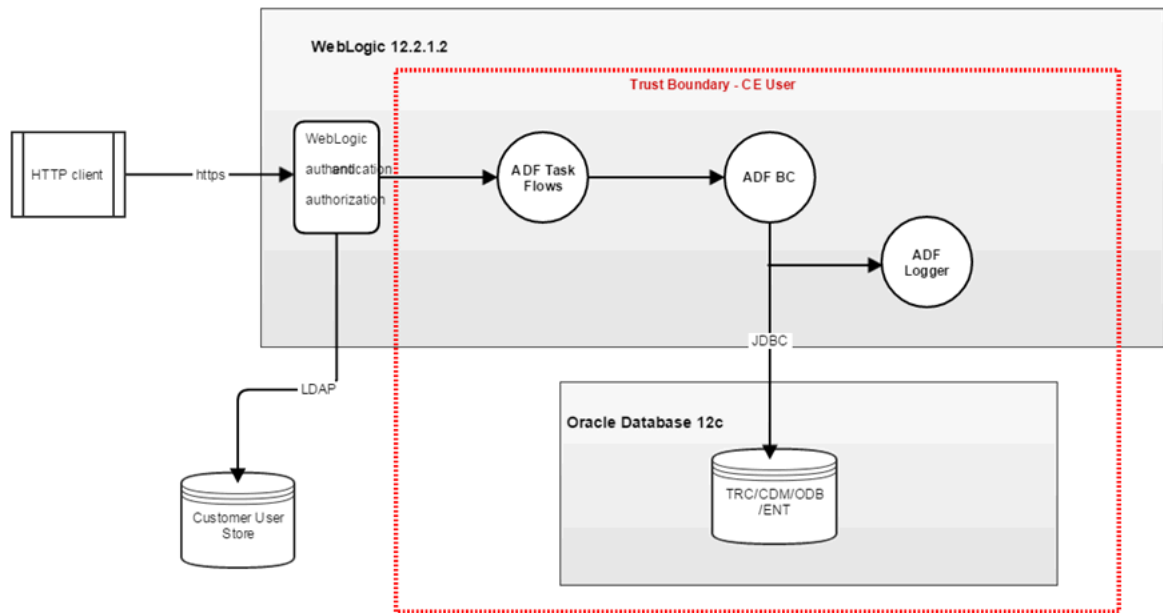 WebLogic 12.2.1.2
Trust Boundary - CE User
HTTP client
https
WebLogic
authentication
and
authorization
ADF Task
Flows
ADF BC
ADF
Logger
JDBC
LDAP
Oracle Database 12c
Customer User
Store
TRC/CDM/ODB
/ENT